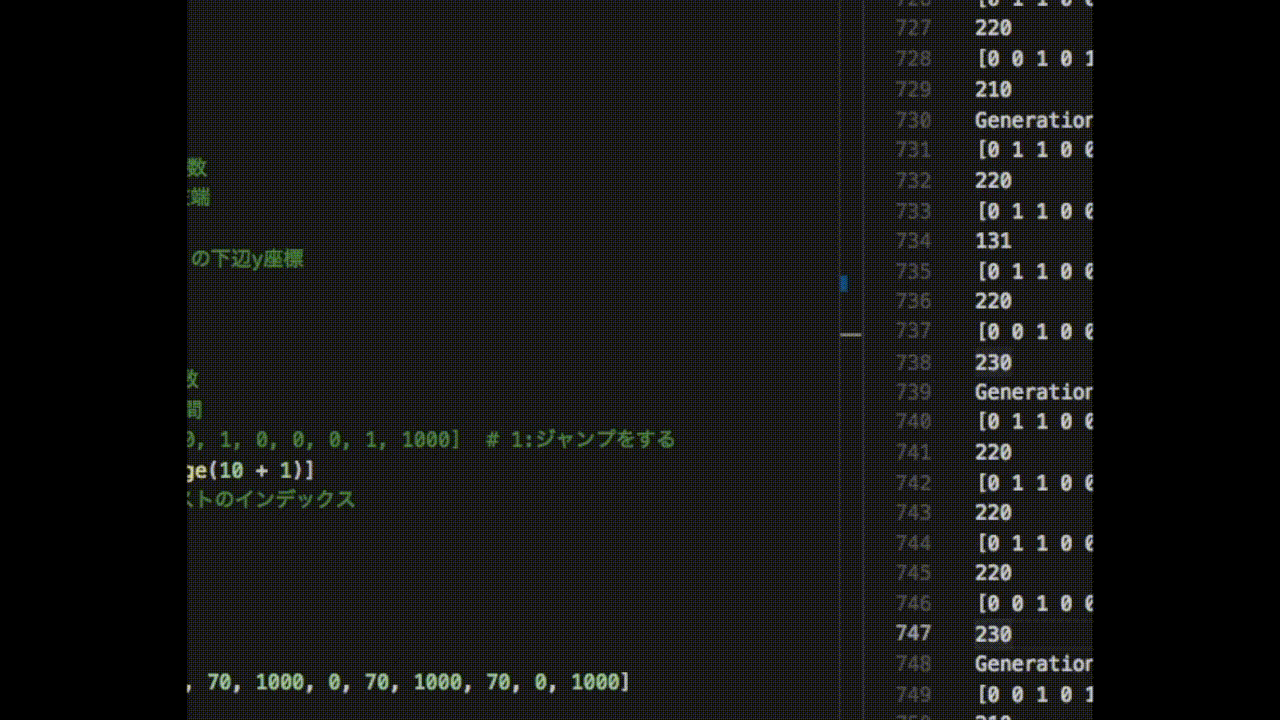 数
端
の下辺y座標
数
間
0, 1, 0, 0, 0, 1, 1000]  # 1:ジャンプをする
ge(10 + 1)]
ストのインデックス
, 70, 1000, 0, 70, 1000, 70, 0, 1000]
727 220
728 [0 0 1 0 1
729 210
730 Generation
731 [0 1 1 0 0
732 220
733 [0 1 1 0 0
734 131
735 [0 1 1 0 0
736 220
737 [0 0 1 0 0
738 230
739 Generation
740 [0 1 1 0 0
741 220
742 [0 1 1 0 0
743 220
744 [0 1 1 0 0
745 220
746 [0 0 1 0 0
747 230
748 Generation
749 [0 0 1 0 1